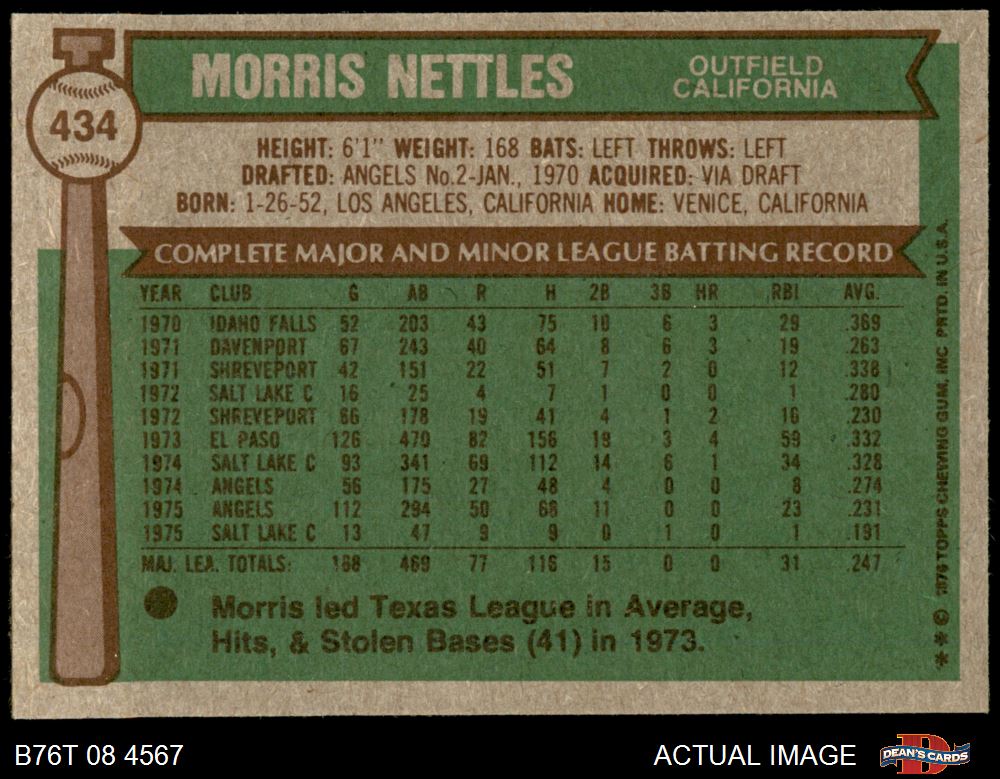 434
MORRIS NETTLES
OUTFIELD
CALIFORNIA
HEIGHT: 6'1" WEIGHT: 168 BATS: LEFT THROWS: LEFT
DRAFTED: ANGELS No.2-JAN., 1970 ACQUIRED: VIA DRAFT
BORN: 1-26-52, LOS ANGELES, CALIFORNIA HOME: VENICE, CALIFORNIA
COMPLETE MAJOR AND MINOR LEAGUE BATTING RECORD
YEAR CLUB G AB R H 2B 3B HR RBI AVG.
1970 IDAHO FALLS 52 203 43 75 10 6 3 29 .369
1971 DAVENPORT 67 243 40 64 8 6 3 19 .263
1971 SHREVEPORT 42 151 22 51 7 2 0 12 .338
1972 SALT LAKE C 16 25 4 7 1 0 0 1 .280
1972 SHREVEPORT 66 178 19 41 4 1 2 16 .230
1973 EL PASO 126 470 82 156 19 3 4 59 .332
1974 SALT LAKE C 93 341 69 112 14 6 1 34 .328
1974 ANGELS 56 175 27 48 4 0 0 8 .274
1975 ANGELS 112 294 50 68 11 0 0 23 .231
1975 SALT LAKE C 13 47 9 9 0 1 0 1 .191
MAJ. LEA. TOTALS: 168 469 77 116 15 0 0 31 .247
Morris led Texas League in Average,
Hits, & Stolen Bases (41) in 1973.
** © 1976 TOPPS CHEWING GUM, INC PRTD. IN U.S.A.
B76T 08 4567
ACTUAL IMAGE
DEAN'S CARDS